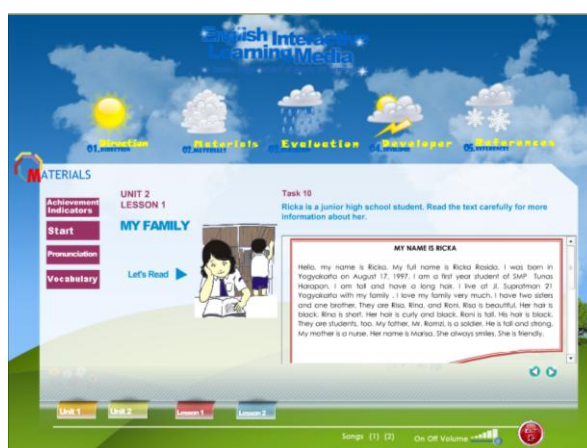 English Interactive
Learning Media
01. Direction
02. Materials
Evaluation
04. Developer
05. References
MATERIALS
Achievement
Indicators
Start
Pronunciation
Vocabulary
UNIT 2
LESSON 1
MY FAMILY
Let's Read
Task 10
Ricka is a junior high school student. Read the text carefully for more
information about her.
MY NAME IS RICKA
Hello, my name is Ricka. My full name is Ricka Rosida. I was born in
Yogyakarta on August 17, 1997. I am a first year student of SMP Tunas
Harapan. I am tall and have a long hair. I live at Jl. Supratman 21
Yogyakarta with my family . I love my family very much. I have two sisters
and one brother. They are Risa, Rina, and Roni. Risa is beautiful. Her hair is
black. Rina is short. Her hair is curly and black. Roni is tall. His hair is black.
They are students, too. My father, Mr. Ramzi, is a soldier. He is tall and strong.
My mother is a nurse. Her name is Marisa. She always smiles. She is friendly.
Unit 1
Unit 2
Lesson 1
Lesson 2
Songs (1) (2) On Off Volume